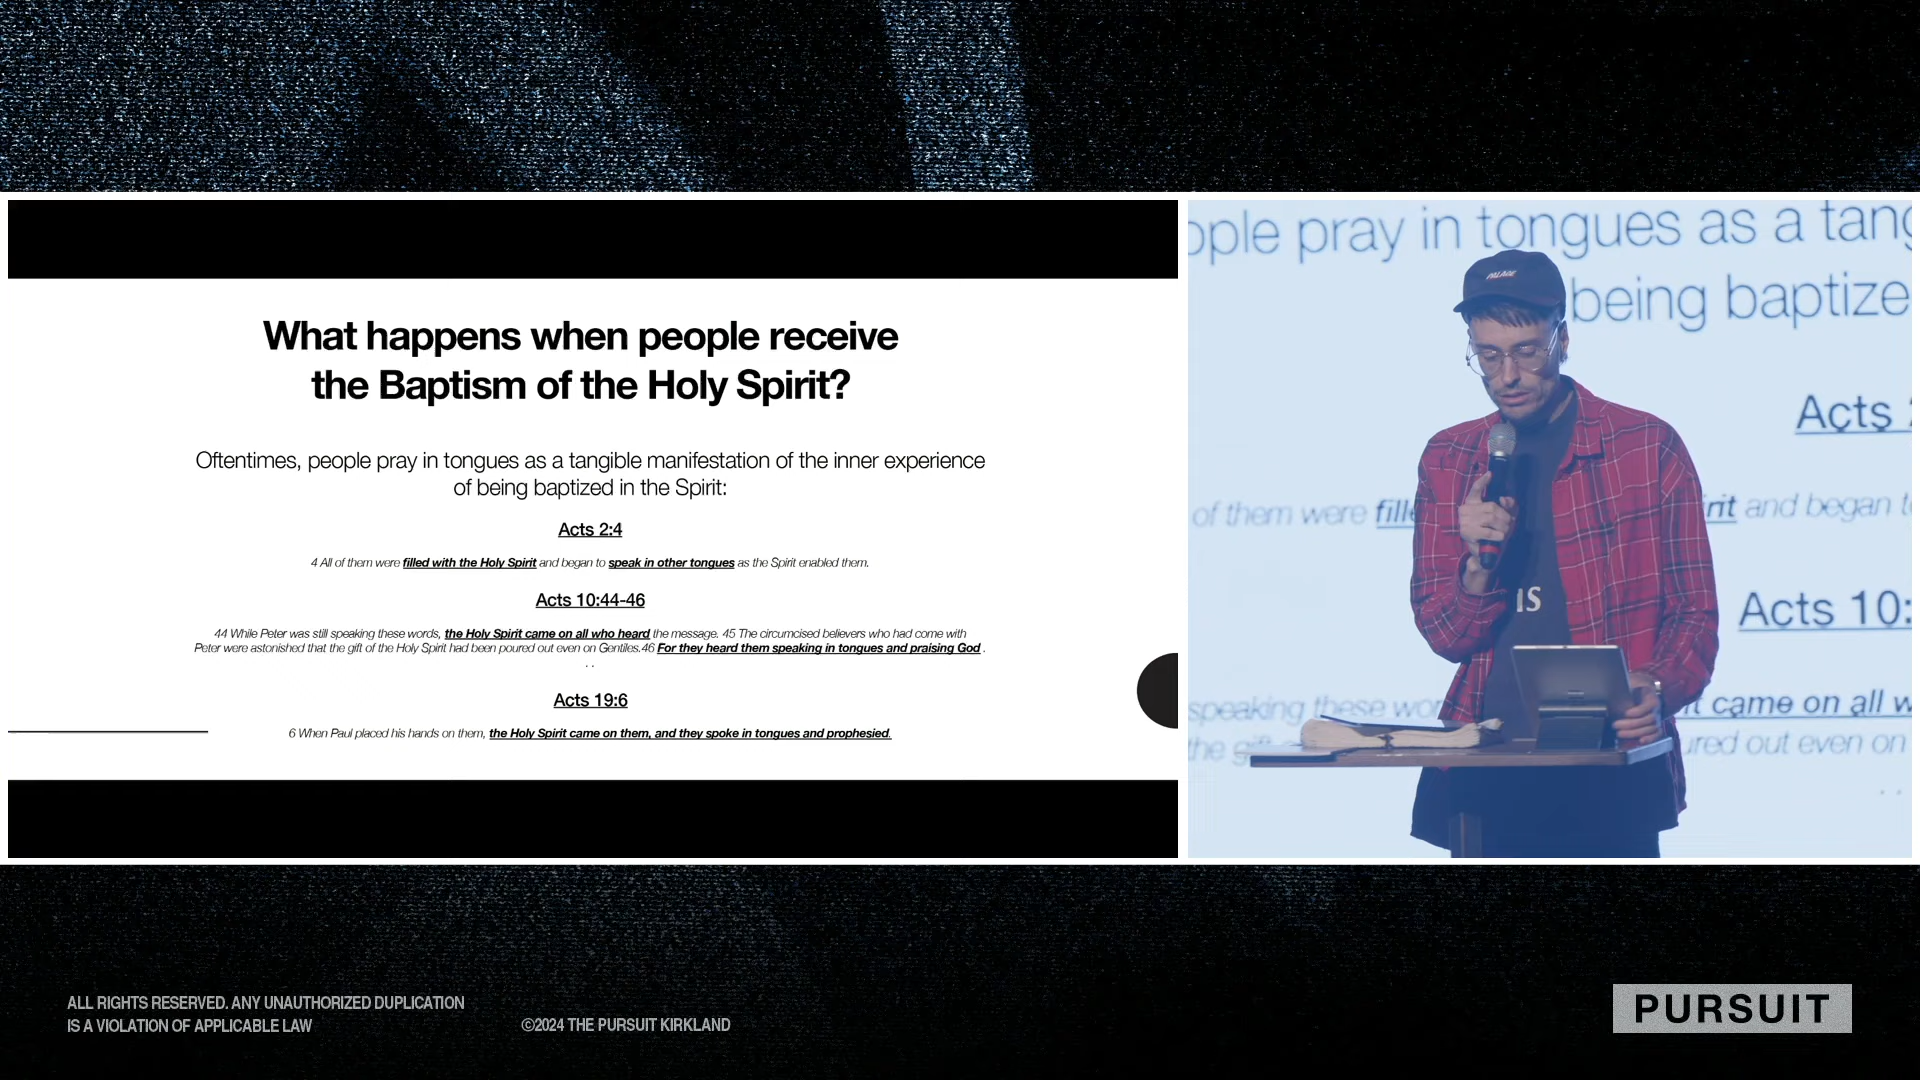 What happens when people receive
the Baptism of the Holy Spirit?
Oftentimes, people pray in tongues as a tangible manifestation of the inner experience
of being baptized in the Spirit:
Acts 2:4
4 All of them were filled with the Holy Spirit and began to speak in other tongues as the Spirit enabled them.
Acts 10:44-46
44 While Peter was still speaking these words, the Holy Spirit came on all who heard the message. 45 The circumcised believers who had come with
Peter were astonished that the gift of the Holy Spirit had been poured out even on Gentiles.46 For they heard them speaking in tongues and praising God .
. .
Acts 19:6
6 When Paul placed his hands on them, the Holy Spirit came on them, and they spoke in tongues and prophesied.
ople pray in tongues as a tang
being baptize
PALACE
Acts 2
of them were fille irit and began t
IS
Acts 10:
speaking these wor it came on all w
the gif ured out even on
. .
ALL RIGHTS RESERVED. ANY UNAUTHORIZED DUPLICATION
IS A VIOLATION OF APPLICABLE LAW
©2024 THE PURSUIT KIRKLAND
PURSUIT